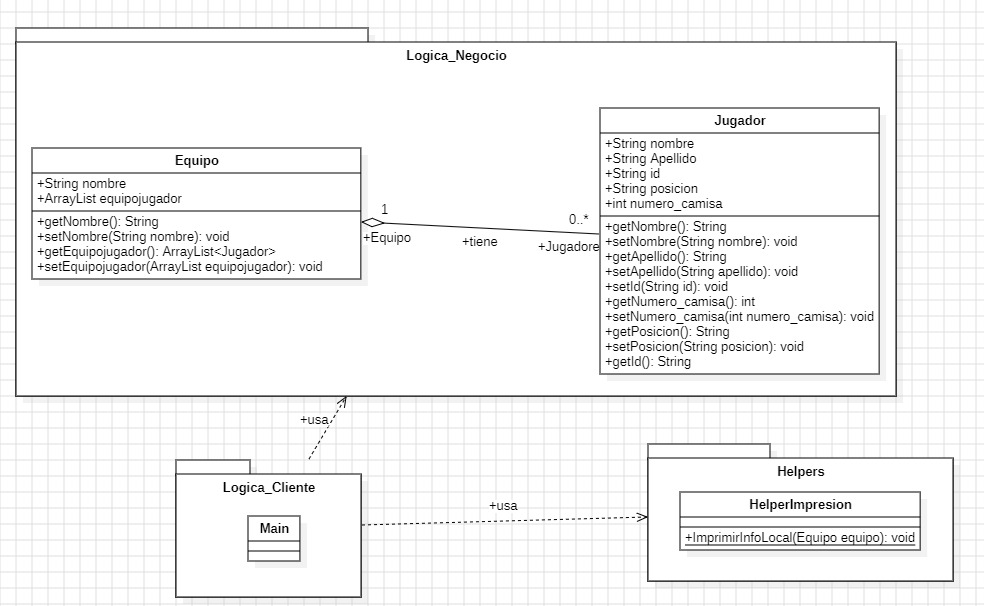 Logica_Negocio
Equipo
+String nombre
+ArrayList equipojugador
+getNombre(): String
+setNombre(String nombre): void
+getEquipojugador(): ArrayList<Jugador>
+setEquipojugador(ArrayList equipojugador): void
1
+Equipo
+tiene
0..*
+Jugadore
Jugador
+String nombre
+String Apellido
+String id
+String posicion
+int numero_camisa
+getNombre(): String
+setNombre(String nombre): void
+getApellido(): String
+setApellido(String apellido): void
+setId(String id): void
+getNumero_camisa(): int
+setNumero_camisa(int numero_camisa): void
+getPosicion(): String
+setPosicion(String posicion): void
+getId(): String
+usa
Logica_Cliente
Main
+usa
Helpers
HelperImpresion
+ImprimirInfoLocal(Equipo equipo): void